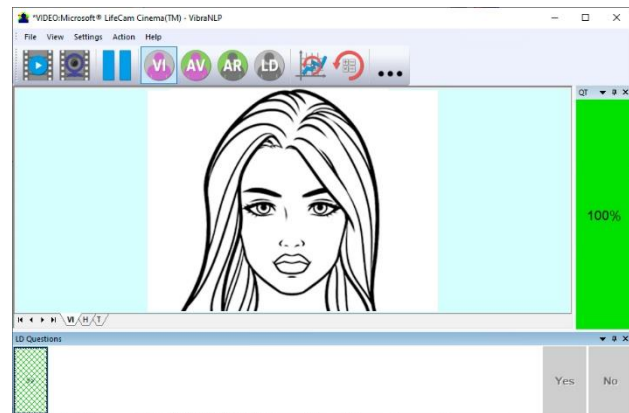 *VIDEO:Microsoft® LifeCam Cinema(TM) - VibraNLP
File View Settings Action Help
VI AV AR LD
QT
100%
VI H T
LD Questions
Yes No